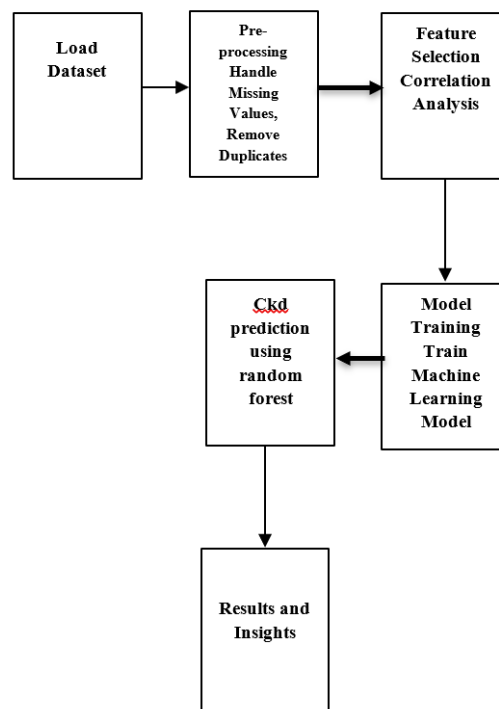 Load
Dataset
Pre-
processing
Handle
Missing
Values,
Remove
Duplicates
Feature
Selection
Correlation
Analysis
Model
Training
Train
Machine
Learning
Model
Ckd
prediction
using
random
forest
Results and
Insights